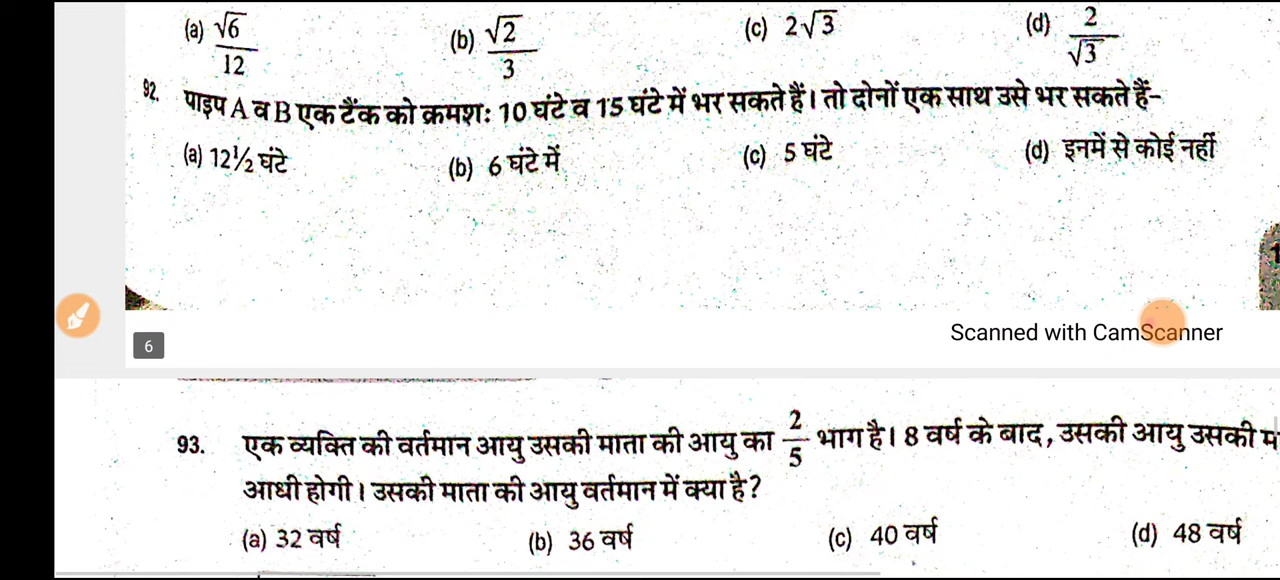 (a) √6/12 (b) √2/3 (c) 2√3 (d) 2/√3
92. पाइप A व B एक टैंक को क्रमशः 10 घंटे व 15 घंटे में भर सकते हैं। तो दोनों एक साथ उसे भर सकते हैं-
(a) 12½ घंटे (b) 6 घंटे में (c) 5 घंटे (d) इनमें से कोई नहीं
Scanned with CamScanner
6
93. एक व्यक्ति की वर्तमान आयु उसकी माता की आयु का 2/5 भाग है। 8 वर्ष के बाद, उसकी आयु उसकी
आधी होगी। उसकी माता की आयु वर्तमान में क्या है?
(a) 32 वर्ष (b) 36 वर्ष (c) 40 वर्ष (d) 48 वर्ष